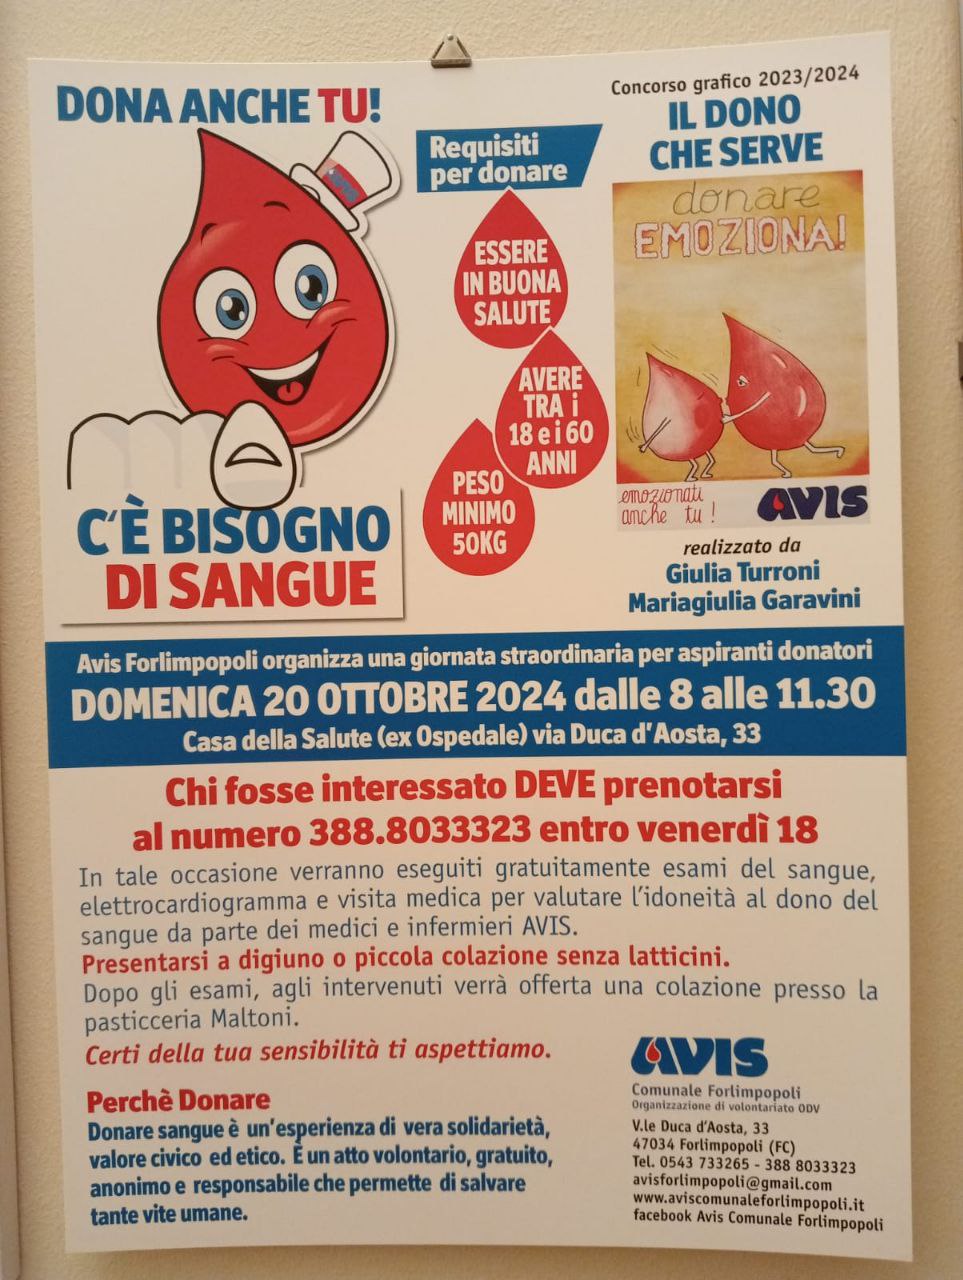 DONA ANCHE TU!
AVIS
C'È BISOGNO
DI SANGUE
Requisiti
per donare
ESSERE
IN BUONA
SALUTE
AVERE
TRA i
18 e i 60
ANNI
PESO
MINIMO
50KG
Concorso grafico 2023/2024
IL DONO
CHE SERVE
donare
EMOZIONA!
emozionati
anche tu!
AVIS
realizzato da
Giulia Turroni
Mariagiulia Garavini
Avis Forlimpopoli organizza una giornata straordinaria per aspiranti donatori
DOMENICA 20 OTTOBRE 2024 dalle 8 alle 11.30
Casa della Salute (ex Ospedale) via Duca d'Aosta, 33
Chi fosse interessato DEVE prenotarsi
al numero 388.8033323 entro venerdì 18
In tale occasione verranno eseguiti gratuitamente esami del sangue,
elettrocardiogramma e visita medica per valutare l'idoneità al dono del
sangue da parte dei medici e infermieri AVIS.
Presentarsi a digiuno o piccola colazione senza latticini.
Dopo gli esami, agli intervenuti verrà offerta una colazione presso la
pasticceria Maltoni.
Certi della tua sensibilità ti aspettiamo.
Perchè Donare
Donare sangue è un'esperienza di vera solidarietà,
valore civico ed etico. È un atto volontario, gratuito,
anonimo e responsabile che permette di salvare
tante vite umane.
AVIS
Comunale Forlimpopoli
Organizzazione di volontariato ODV
V.le Duca d'Aosta, 33
47034 Forlimpopoli (FC)
Tel. 0543 733265 - 388 8033323
avisforlimpopoli@gmail.com
www.aviscomunaleforlimpopoli.it
facebook Avis Comunale Forlimpopoli